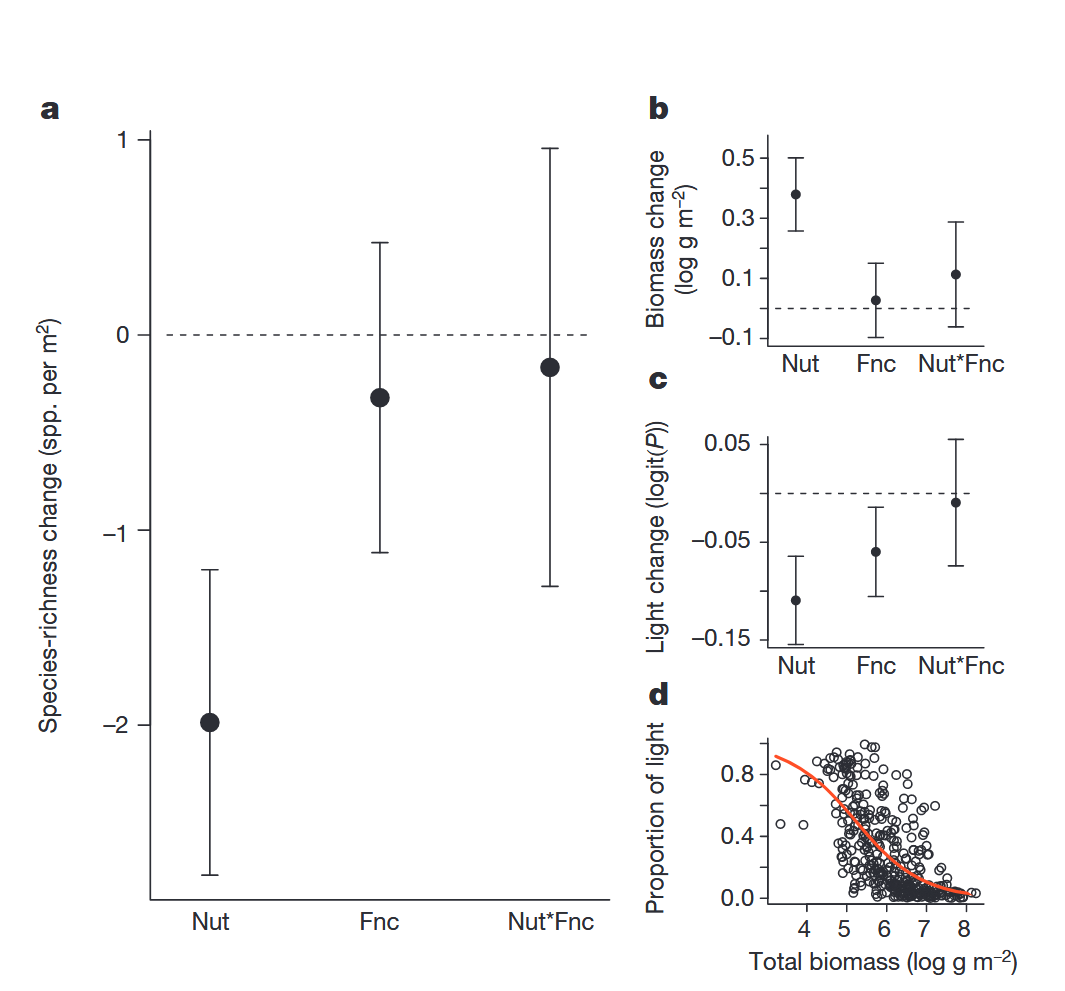 a
1
0
−1
−2
Species-richness change (spp. per m²)
Nut Fnc Nut*Fnc
b
0.5
0.3
0.1
−0.1
Biomass change
(log g m⁻²)
Nut Fnc Nut*Fnc
c
0.05
−0.05
−0.15
Light change (logit(P))
Nut Fnc Nut*Fnc
d
0.8
0.4
0.0
Proportion of light
4 5 6 7 8
Total biomass (log g m⁻²)